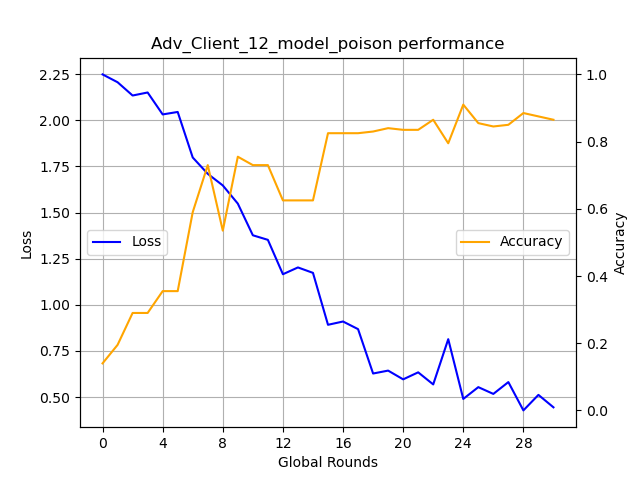 Adv_Client_12_model_poison performance
2.25
2.00
1.75
1.50
1.25
1.00
0.75
0.50
Loss
Loss
Accuracy
1.0
0.8
0.6
0.4
0.2
0.0
Accuracy
0 4 8 12 16 20 24 28
Global Rounds